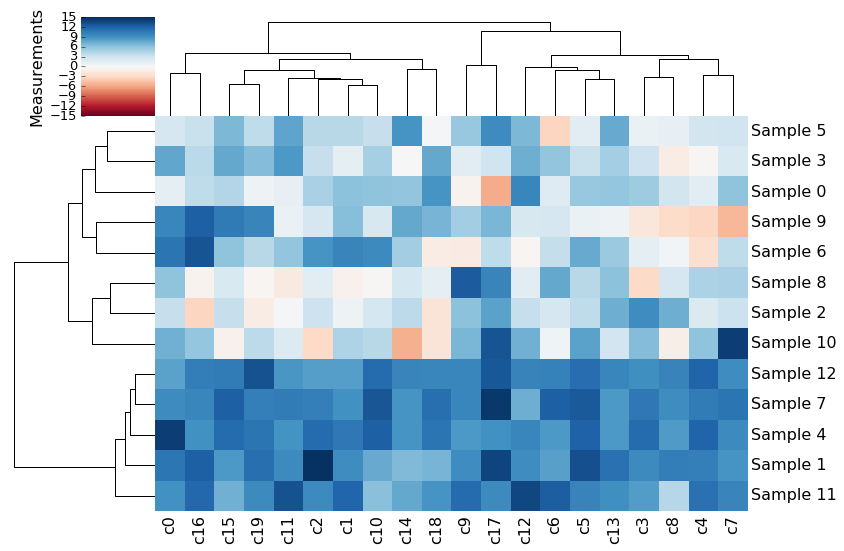 Measurements
15
12
9
6
3
0
−3
−6
−9
−12
−15
Sample 5
Sample 3
Sample 0
Sample 9
Sample 6
Sample 8
Sample 2
Sample 10
Sample 12
Sample 7
Sample 4
Sample 1
Sample 11
c0 c16 c15 c19 c11 c2 c1 c10 c14 c18 c9 c17 c12 c6 c5 c13 c3 c8 c4 c7